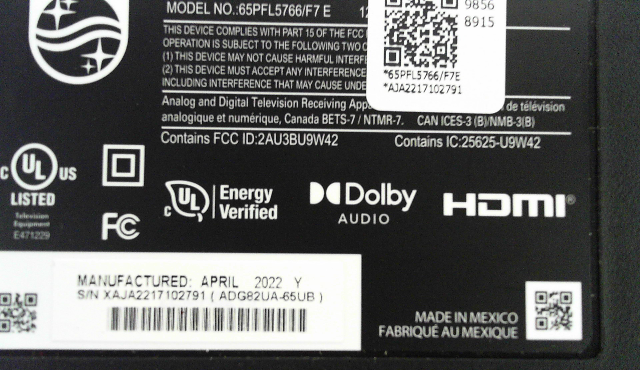 MODEL NO.:65PFL5766/F7 E 12
9856
8915
THIS DEVICE COMPLIES WITH PART 15 OF THE FCC
OPERATION IS SUBJECT TO THE FOLLOWING TWO
(1) THIS DEVICE MAY NOT CAUSE HARMFUL
(2) THIS DEVICE MUST ACCEPT ANY INTERFERENCE
INCLUDING INTERFERENCE THAT MAY CAUSE
*65PFL5766/F7E
*AJA2217102791
Analog and Digital Television Receiving de télévision
analogique et numérique, Canada BETS-7 / NTMR-7. CAN ICES-3 (B)/NMB-3(B)
Contains FCC ID:2AU3BU9W42 Contains IC:25625-U9W42
C UL US
LISTED
Television
Equipment
E471229
FC
C UL Energy
Verified
Dolby
AUDIO
HDMI®
MANUFACTURED: APRIL 2022 Y
S/N XAJA2217102791 ( ADG82UA-65UB )
MADE IN MEXICO
FABRIQUÉ AU MEXIQUE